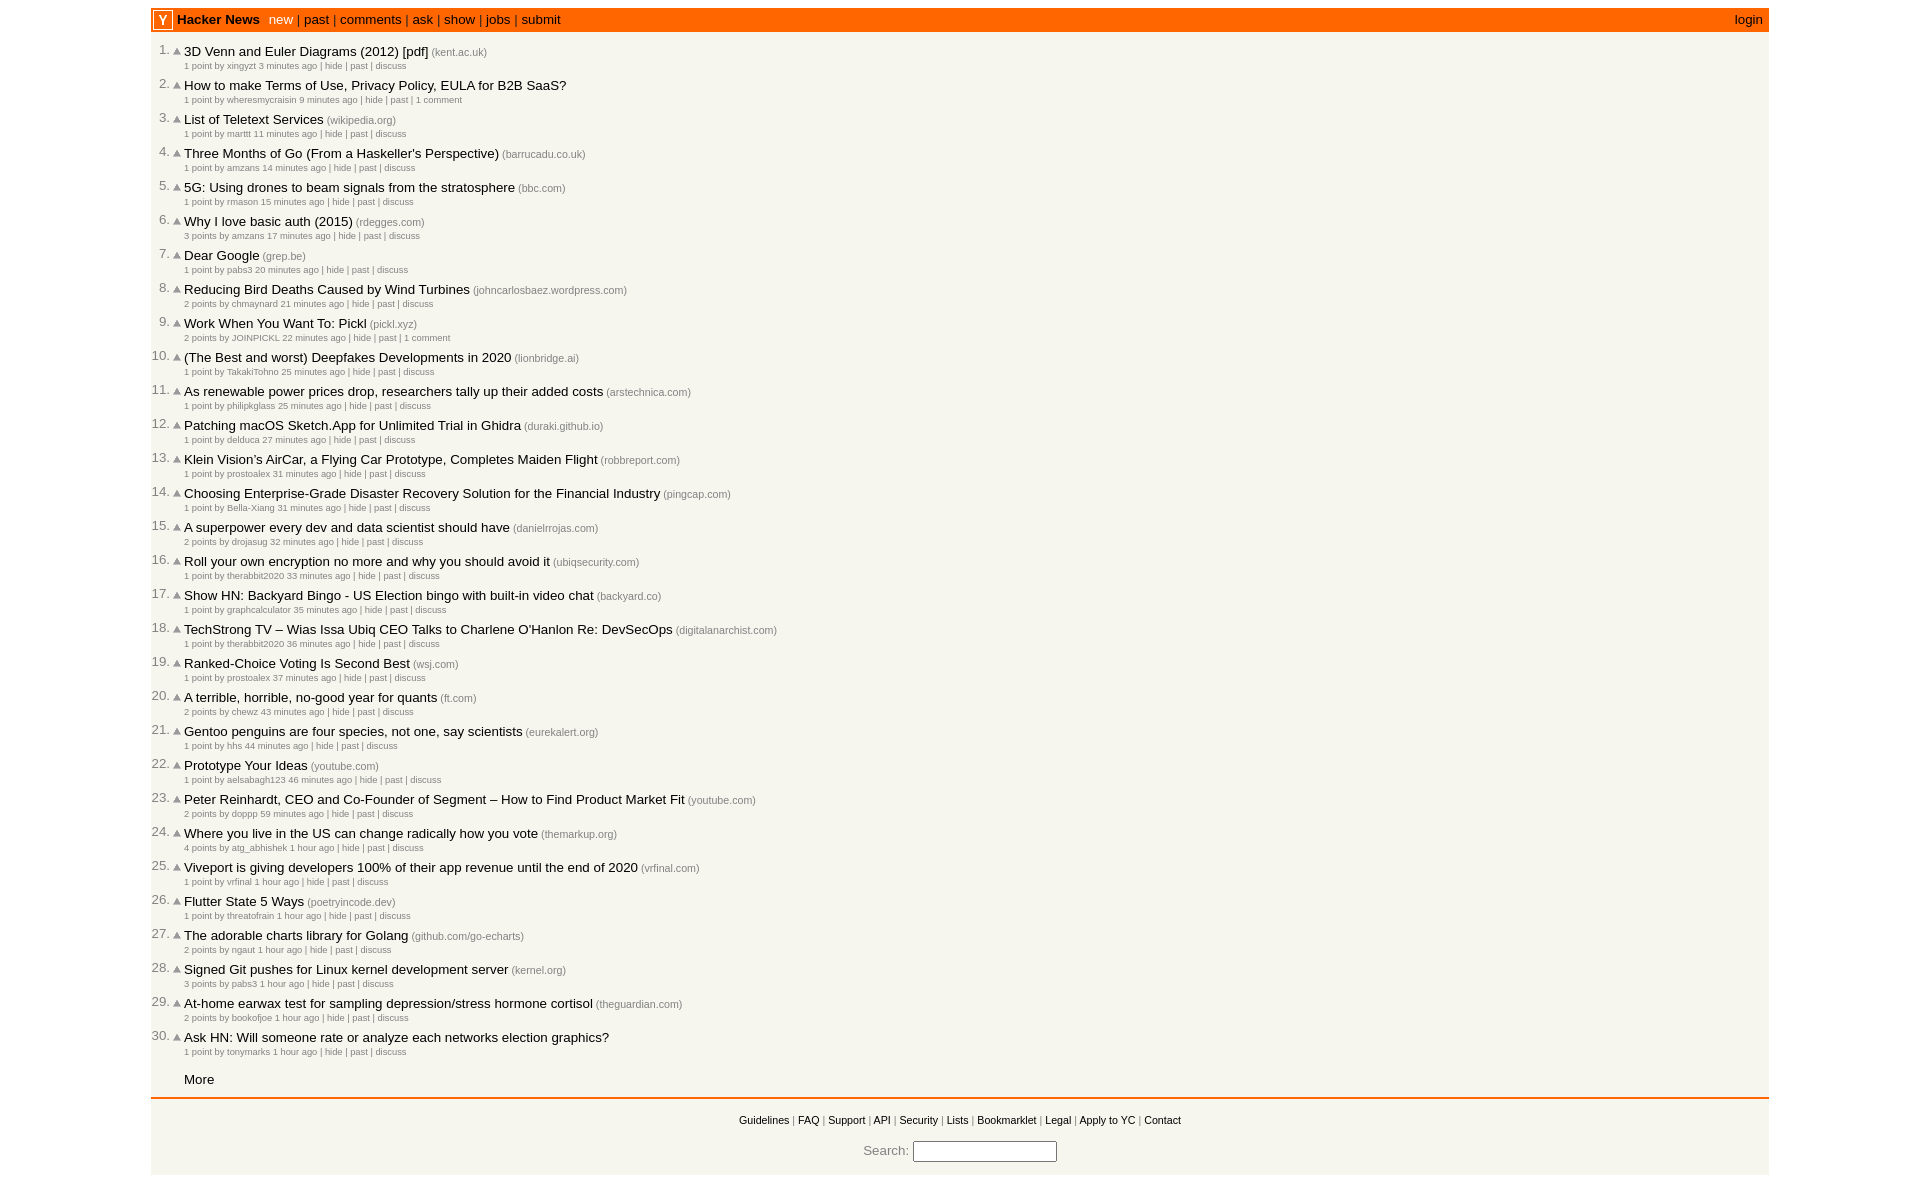 Y Hacker News new | past | comments | ask | show | jobs | submit login
1. 3D Venn and Euler Diagrams (2012) [pdf] (kent.ac.uk)
1 point by xingyzt 3 minutes ago | hide | past | discuss
2. How to make Terms of Use, Privacy Policy, EULA for B2B SaaS?
1 point by wheresmycraisin 9 minutes ago | hide | past | 1 comment
3. List of Teletext Services (wikipedia.org)
1 point by marttt 11 minutes ago | hide | past | discuss
4. Three Months of Go (From a Haskeller's Perspective) (barrucadu.co.uk)
1 point by amzans 14 minutes ago | hide | past | discuss
5. 5G: Using drones to beam signals from the stratosphere (bbc.com)
1 point by rmason 15 minutes ago | hide | past | discuss
6. Why I love basic auth (2015) (rdegges.com)
3 points by amzans 17 minutes ago | hide | past | discuss
7. Dear Google (grep.be)
1 point by pabs3 20 minutes ago | hide | past | discuss
8. Reducing Bird Deaths Caused by Wind Turbines (johncarlosbaez.wordpress.com)
2 points by chmaynard 21 minutes ago | hide | past | discuss
9. Work When You Want To: Pickl (pickl.xyz)
2 points by JOINPICKL 22 minutes ago | hide | past | 1 comment
10. (The Best and worst) Deepfakes Developments in 2020 (lionbridge.ai)
1 point by TakakiTohno 25 minutes ago | hide | past | discuss
11. As renewable power prices drop, researchers tally up their added costs (arstechnica.com)
1 point by philipkglass 25 minutes ago | hide | past | discuss
12. Patching macOS Sketch.App for Unlimited Trial in Ghidra (duraki.github.io)
1 point by delduca 27 minutes ago | hide | past | discuss
13. Klein Vision’s AirCar, a Flying Car Prototype, Completes Maiden Flight (robbreport.com)
1 point by prostoalex 31 minutes ago | hide | past | discuss
14. Choosing Enterprise-Grade Disaster Recovery Solution for the Financial Industry (pingcap.com)
1 point by Bella-Xiang 31 minutes ago | hide | past | discuss
15. A superpower every dev and data scientist should have (danielrrojas.com)
2 points by drojasug 32 minutes ago | hide | past | discuss
16. Roll your own encryption no more and why you should avoid it (ubiqsecurity.com)
1 point by therabbit2020 33 minutes ago | hide | past | discuss
17. Show HN: Backyard Bingo - US Election bingo with built-in video chat (backyard.co)
1 point by graphcalculator 35 minutes ago | hide | past | discuss
18. TechStrong TV – Wias Issa Ubiq CEO Talks to Charlene O'Hanlon Re: DevSecOps (digitalanarchist.com)
1 point by therabbit2020 36 minutes ago | hide | past | discuss
19. Ranked-Choice Voting Is Second Best (wsj.com)
1 point by prostoalex 37 minutes ago | hide | past | discuss
20. A terrible, horrible, no-good year for quants (ft.com)
2 points by chewz 43 minutes ago | hide | past | discuss
21. Gentoo penguins are four species, not one, say scientists (eurekalert.org)
1 point by hhs 44 minutes ago | hide | past | discuss
22. Prototype Your Ideas (youtube.com)
1 point by aelsabagh123 46 minutes ago | hide | past | discuss
23. Peter Reinhardt, CEO and Co-Founder of Segment – How to Find Product Market Fit (youtube.com)
2 points by doppp 59 minutes ago | hide | past | discuss
24. Where you live in the US can change radically how you vote (themarkup.org)
4 points by atg_abhishek 1 hour ago | hide | past | discuss
25. Viveport is giving developers 100% of their app revenue until the end of 2020 (vrfinal.com)
1 point by vrfinal 1 hour ago | hide | past | discuss
26. Flutter State 5 Ways (poetryincode.dev)
1 point by threatofrain 1 hour ago | hide | past | discuss
27. The adorable charts library for Golang (github.com/go-echarts)
2 points by ngaut 1 hour ago | hide | past | discuss
28. Signed Git pushes for Linux kernel development server (kernel.org)
3 points by pabs3 1 hour ago | hide | past | discuss
29. At-home earwax test for sampling depression/stress hormone cortisol (theguardian.com)
2 points by bookofjoe 1 hour ago | hide | past | discuss
30. Ask HN: Will someone rate or analyze each networks election graphics?
1 point by tonymarks 1 hour ago | hide | past | discuss
More
Guidelines | FAQ | Support | API | Security | Lists | Bookmarklet | Legal | Apply to YC | Contact
Search: